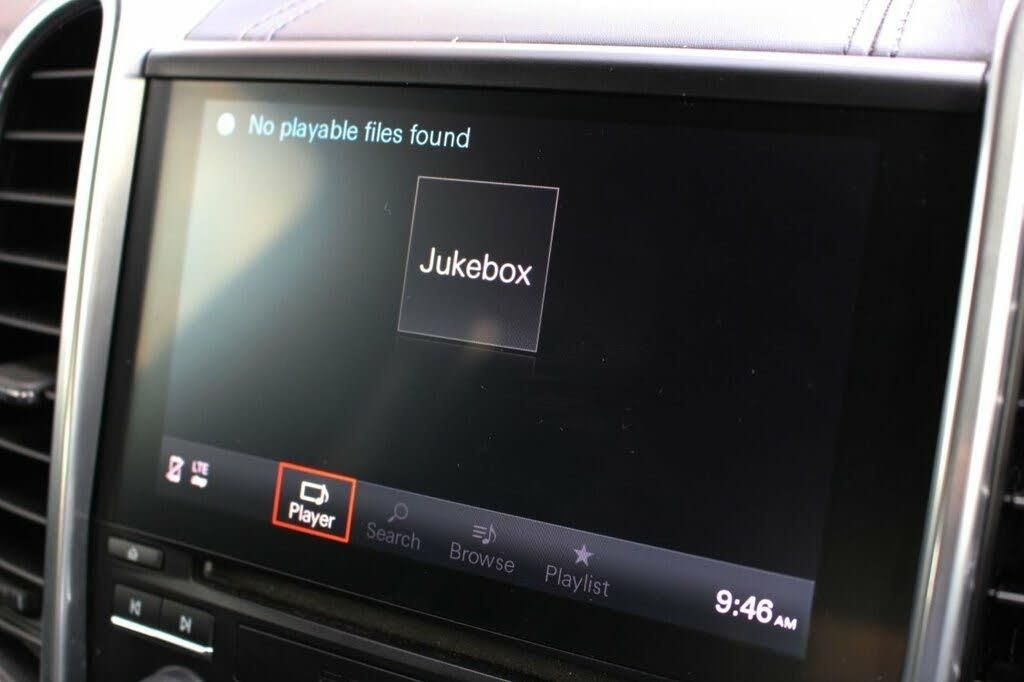 No playable files found
Jukebox
LTE
Player
Search
Browse
Playlist
9:46 AM